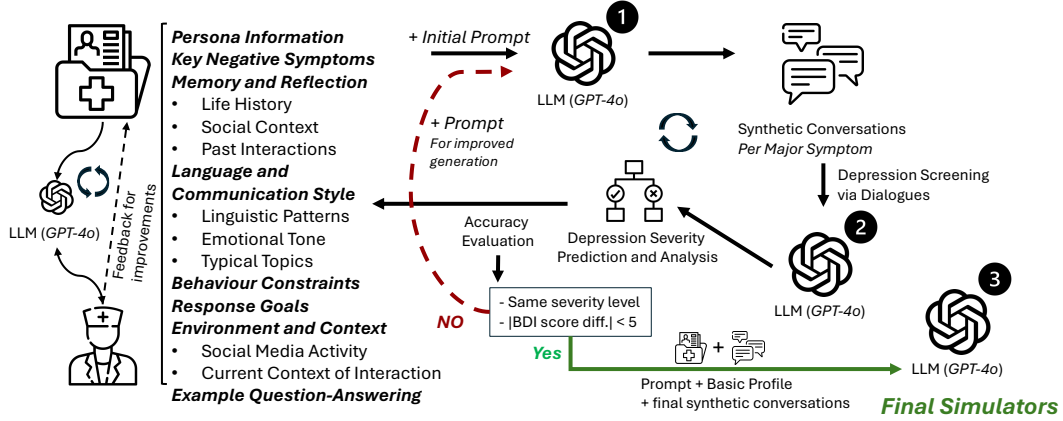 Persona Information
Key Negative Symptoms
Memory and Reflection
• Life History
• Social Context
• Past Interactions
Language and
Communication Style
• Linguistic Patterns
• Emotional Tone
• Typical Topics
Behaviour Constraints
Response Goals
Environment and Context
• Social Media Activity
• Current Context of Interaction
Example Question-Answering
LLM (GPT-4o)
Feedback for
improvements
+ Initial Prompt
1
LLM (GPT-4o)
+ Prompt
For improved
generation
Synthetic Conversations
Per Major Symptom
Depression Screening
via Dialogues
2
LLM (GPT-4o)
Depression Severity
Prediction and Analysis
Accuracy
Evaluation
- Same severity level
- |BDI score diff.| < 5
NO
Yes
+
Prompt + Basic Profile
+ final synthetic conversations
3
LLM (GPT-4o)
Final Simulators